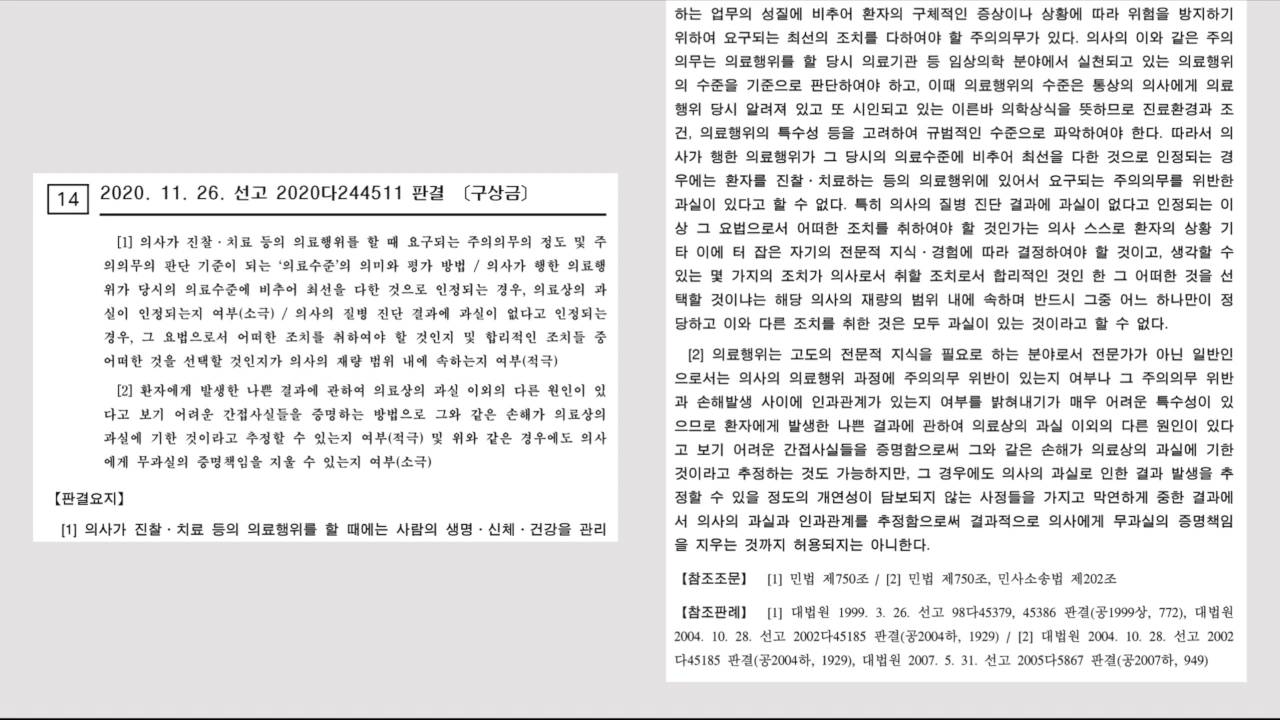 14 2020. 11. 26. 선고 2020다244511 판결 〔구상금〕
[1] 의사가 진찰·치료 등의 의료행위를 할 때 요구되는 주의의무의 정도 및 주
의의무의 판단 기준이 되는 ‘의료수준’의 의미와 평가 방법 / 의사가 행한 의료행
위가 당시의 의료수준에 비추어 최선을 다한 것으로 인정되는 경우, 의료상의 과
실이 인정되는지 여부(소극) / 의사의 질병 진단 결과에 과실이 없다고 인정되는
경우, 그 요법으로서 어떠한 조치를 취하여야 할 것인지 및 합리적인 조치들 중
어떠한 것을 선택할 것인지가 의사의 재량 범위 내에 속하는지 여부(적극)
[2] 환자에게 발생한 나쁜 결과에 관하여 의료상의 과실 이외의 다른 원인이 있
다고 보기 어려운 간접사실들을 증명하는 방법으로 그와 같은 손해가 의료상의
과실에 기한 것이라고 추정할 수 있는지 여부(적극) 및 위와 같은 경우에도 의사
에게 무과실의 증명책임을 지울 수 있는지 여부(소극)
【판결요지】
[1] 의사가 진찰·치료 등의 의료행위를 할 때에는 사람의 생명·신체·건강을 관리
하는 업무의 성질에 비추어 환자의 구체적인 증상이나 상황에 따라 위험을 방지하기
위하여 요구되는 최선의 조치를 다하여야 할 주의의무가 있다. 의사의 이와 같은 주의
의무는 의료행위를 할 당시 의료기관 등 임상의학 분야에서 실천되고 있는 의료행위
의 수준을 기준으로 판단하여야 하고, 이때 의료행위의 수준은 통상의 의사에게 의료
행위 당시 알려져 있고 또 시인되고 있는 이른바 의학상식을 뜻하므로 진료환경과 조
건, 의료행위의 특수성 등을 고려하여 규범적인 수준으로 파악하여야 한다. 따라서 의
사가 행한 의료행위가 그 당시의 의료수준에 비추어 최선을 다한 것으로 인정되는 경
우에는 환자를 진찰·치료하는 등의 의료행위에 있어서 요구되는 주의의무를 위반한
과실이 있다고 할 수 없다. 특히 의사의 질병 진단 결과에 과실이 없다고 인정되는 이
상 그 요법으로서 어떠한 조치를 취하여야 할 것인가는 의사 스스로 환자의 상황 기
타 이에 터 잡은 자기의 전문적 지식·경험에 따라 결정하여야 할 것이고, 생각할 수
있는 몇 가지의 조치가 의사로서 취할 조치로서 합리적인 것인 한 그 어떠한 것을 선
택할 것이냐는 해당 의사의 재량의 범위 내에 속하며 반드시 그중 어느 하나만이 정
당하고 이와 다른 조치를 취한 것은 모두 과실이 있는 것이라고 할 수 없다.
[2] 의료행위는 고도의 전문적 지식을 필요로 하는 분야로서 전문가가 아닌 일반인
으로서는 의사의 의료행위 과정에 주의의무 위반이 있는지 여부나 그 주의의무 위반
과 손해발생 사이에 인과관계가 있는지 여부를 밝혀내기가 매우 어려운 특수성이 있
으므로 환자에게 발생한 나쁜 결과에 관하여 의료상의 과실 이외의 다른 원인이 있다
고 보기 어려운 간접사실들을 증명함으로써 그와 같은 손해가 의료상의 과실에 기한
것이라고 추정하는 것도 가능하지만, 그 경우에도 의사의 과실로 인한 결과 발생을 추
정할 수 있을 정도의 개연성이 담보되지 않는 사정들을 가지고 막연하게 중한 결과에
서 의사의 과실과 인과관계를 추정함으로써 결과적으로 의사에게 무과실의 증명책임
을 지우는 것까지 허용되지는 아니한다.
【참조조문】 [1] 민법 제750조 / [2] 민법 제750조, 민사소송법 제202조
【참조판례】 [1] 대법원 1999. 3. 26. 선고 98다45379, 45386 판결(공1999상, 772), 대법원
2004. 10. 28. 선고 2002다45185 판결(공2004하, 1929) / [2] 대법원 2004. 10. 28. 선고 2002
다45185 판결(공2004하, 1929), 대법원 2007. 5. 31. 선고 2005다5867 판결(공2007하, 949)